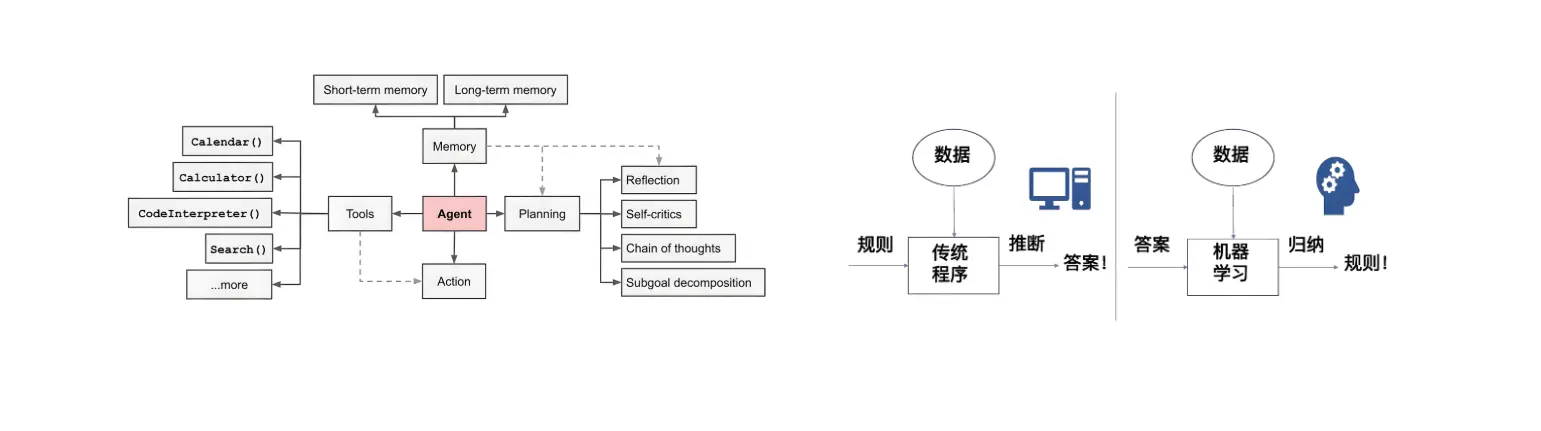 Short-term memory
Long-term memory
Calendar()
Calculator()
CodeInterpreter()
Search()
...more
Tools
Memory
Agent
Action
Planning
Reflection
Self-critics
Chain of thoughts
Subgoal decomposition
数据
规则
传统
程序
推断
答案!
数据
答案
机器
学习
归纳
规则!